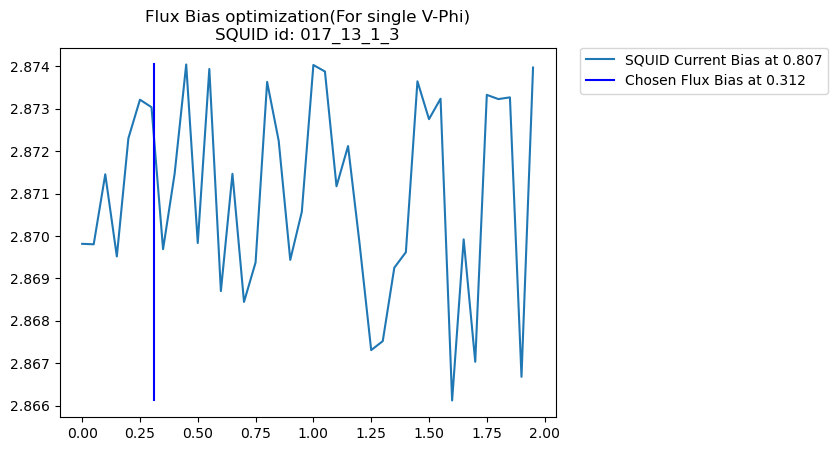 Flux Bias optimization(For single V-Phi)
SQUID id: 017_13_1_3
SQUID Current Bias at 0.807
Chosen Flux Bias at 0.312
2.874
2.873
2.872
2.871
2.870
2.869
2.868
2.867
2.866
0.00 0.25 0.50 0.75 1.00 1.25 1.50 1.75 2.00